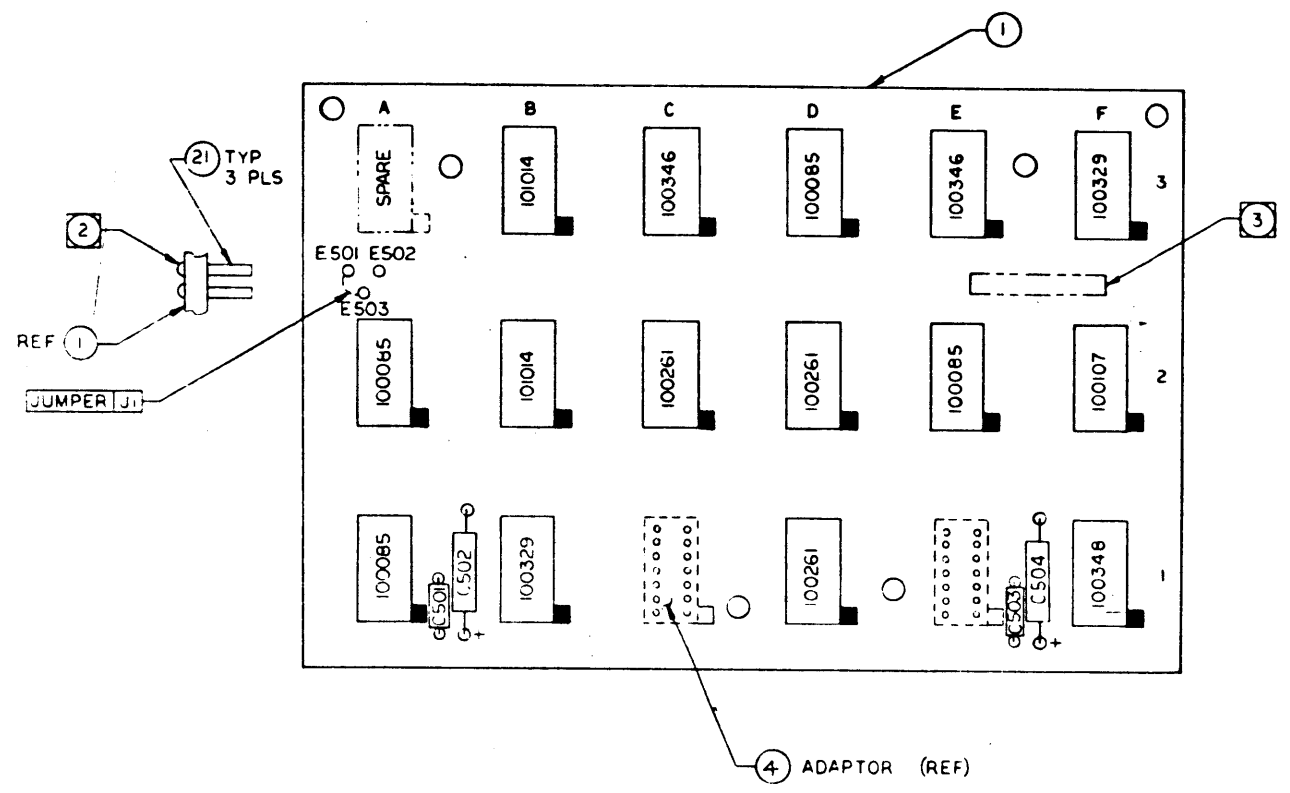 1
A B C D E F
21 TYP
3 PLS
SPARE
101014
100346
100085
100346
100329
3
2
3
E501 E502
E503
REF 1
JUMPER J1
100085
101014
100261
100261
100085
100107
2
100085
C501
C502
+
100329
100261
C503
C504
+
100348
1
4 ADAPTOR (REF)